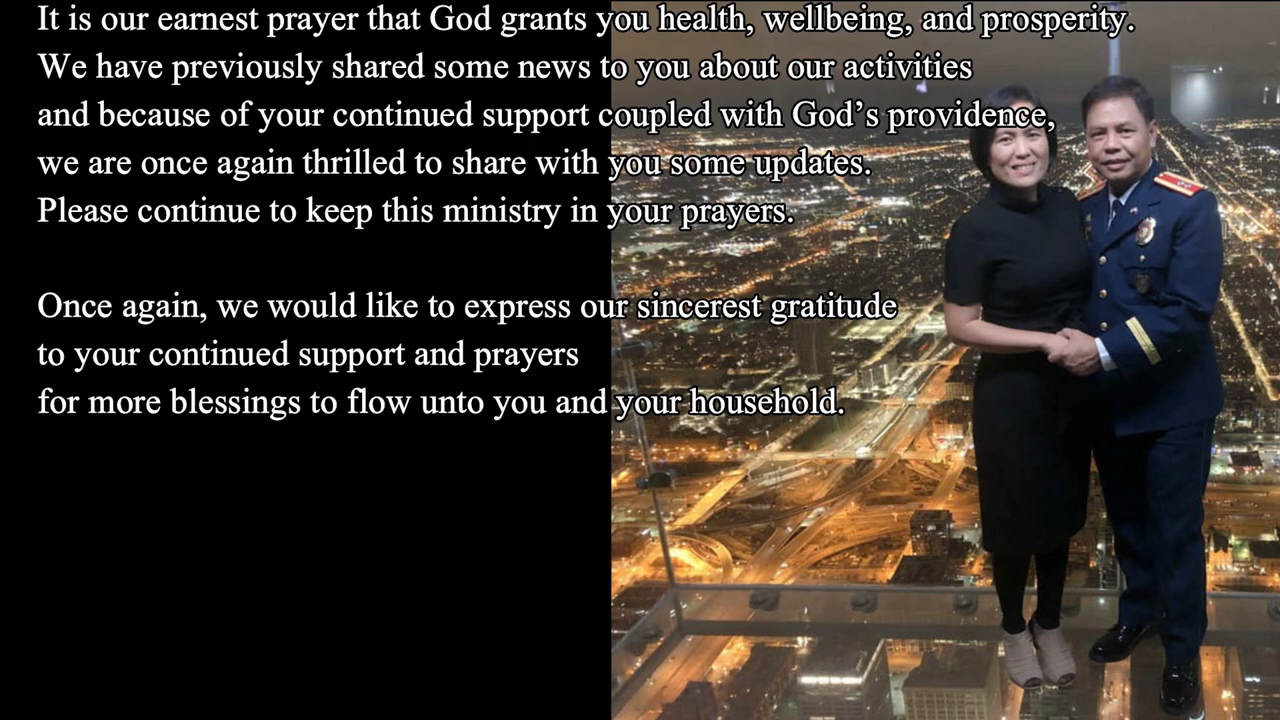 It is our earnest prayer that God grants you health, wellbeing, and prosperity.
We have previously shared some news to you about our activities
and because of your continued support coupled with God’s providence,
we are once again thrilled to share with you some updates.
Please continue to keep this ministry in your prayers.
Once again, we would like to express our sincerest gratitude
to your continued support and prayers
for more blessings to flow unto you and your household.